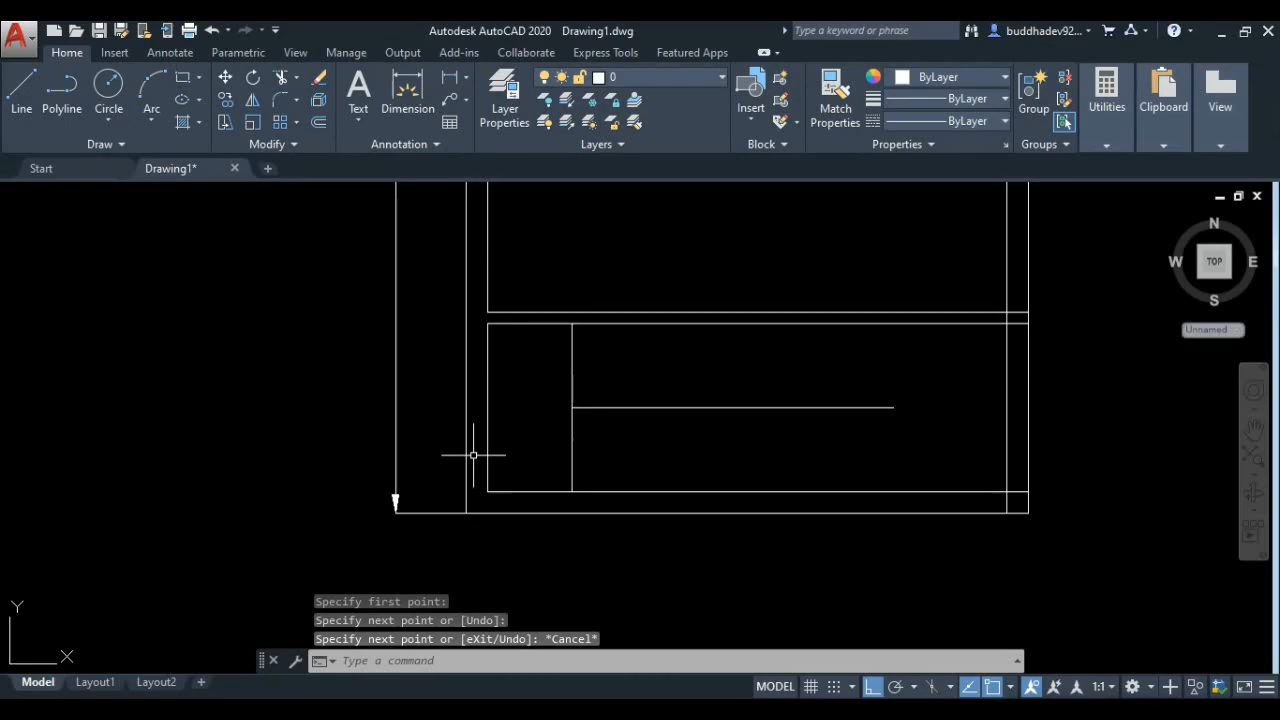 Autodesk AutoCAD 2020 Drawing1.dwg
Type a keyword or phrase
buddhadev92...
Home Insert Annotate Parametric View Manage Output Add-ins Collaborate Express Tools Featured Apps
0
ByLayer
Line Polyline Circle Arc
Text Dimension
Layer Properties
Insert
Match Properties
ByLayer
ByLayer
Group
Utilities
Clipboard
View
Draw Modify Annotation Layers Block Properties Groups
Start Drawing1*
N
W TOP E
S
Unnamed
Specify first point:
Specify next point or [Undo]:
Specify next point or [eXit/Undo]: *Cancel*
Type a command
Y
X
Model Layout1 Layout2 +
MODEL 1:1